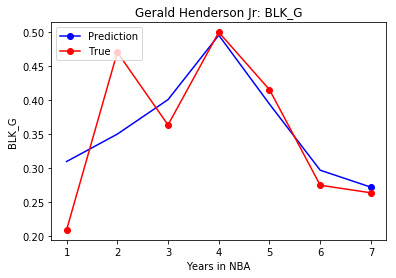 Gerald Henderson Jr: BLK_G
Prediction
True
0.50
0.45
0.40
0.35
0.30
0.25
0.20
BLK_G
1 2 3 4 5 6 7
Years in NBA